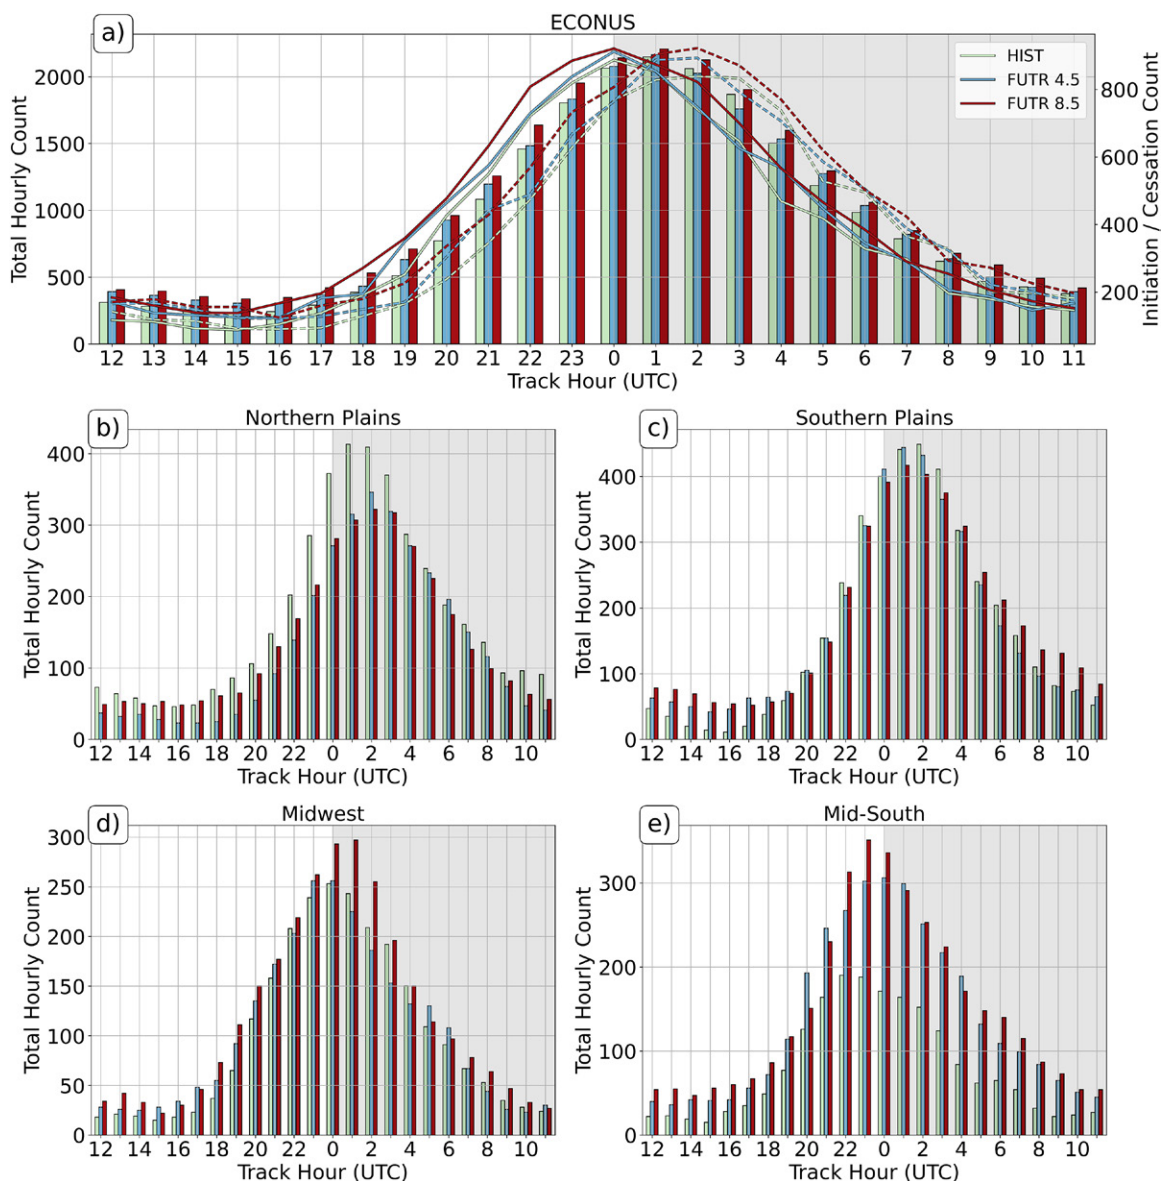 a)
ECONUS
HIST
FUTR 4.5
FUTR 8.5
Total Hourly Count
2000
1500
1000
500
0
Initiation / Cessation Count
800
600
400
200
12 13 14 15 16 17 18 19 20 21 22 23 0 1 2 3 4 5 6 7 8 9 10 11
Track Hour (UTC)
b)
Northern Plains
Total Hourly Count
400
300
200
100
0
12 14 16 18 20 22 0 2 4 6 8 10
Track Hour (UTC)
c)
Southern Plains
Total Hourly Count
400
300
200
100
0
12 14 16 18 20 22 0 2 4 6 8 10
Track Hour (UTC)
d)
Midwest
Total Hourly Count
300
250
200
150
100
50
0
12 14 16 18 20 22 0 2 4 6 8 10
Track Hour (UTC)
e)
Mid-South
Total Hourly Count
300
200
100
0
12 14 16 18 20 22 0 2 4 6 8 10
Track Hour (UTC)